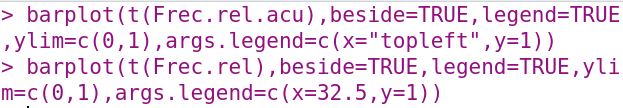 > barplot(t(Frec.rel.acu),beside=TRUE,legend=TRUE
,ylim=c(0,1),args.legend=c(x="topleft",y=1))
> barplot(t(Frec.rel),beside=TRUE,legend=TRUE,yli
m=c(0,1),args.legend=c(x=32.5,y=1))